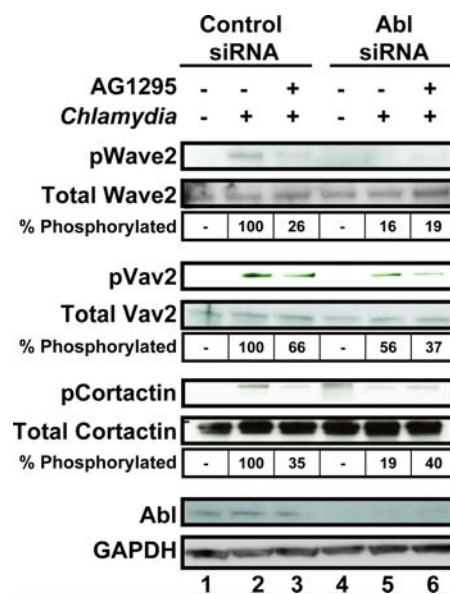 Control siRNA Abl siRNA
AG1295 - - + - - +
Chlamydia - + + - + +
pWave2
Total Wave2
% Phosphorylated - 100 26 - 16 19
pVav2
Total Vav2
% Phosphorylated - 100 66 - 56 37
pCortactin
Total Cortactin
% Phosphorylated - 100 35 - 19 40
Abl
GAPDH
1 2 3 4 5 6